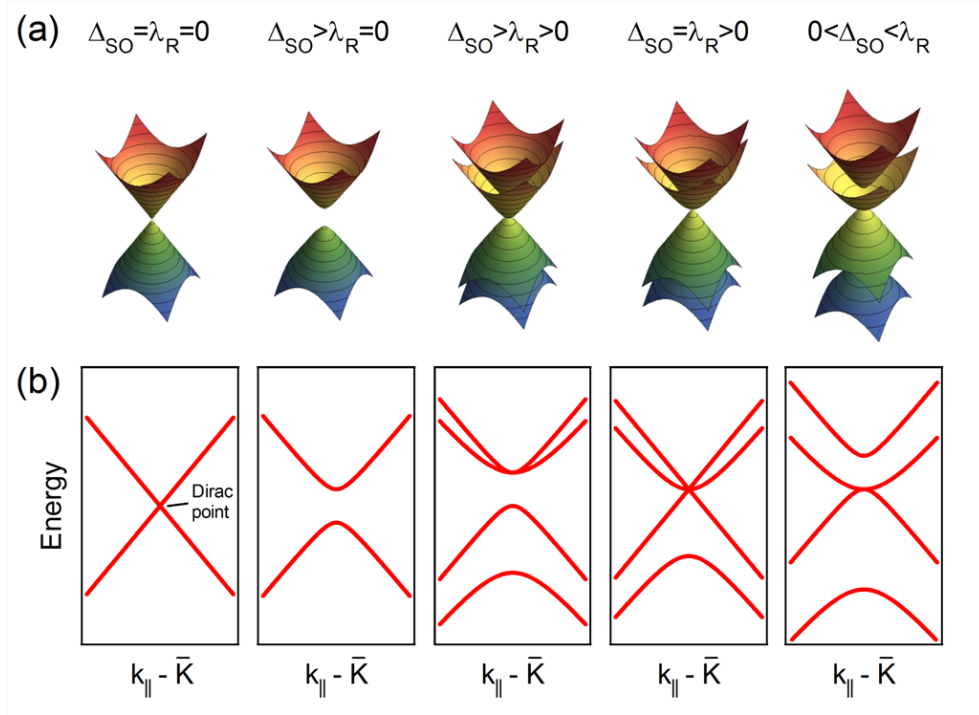 (a) Δ_SO=λ_R=0 Δ_SO>λ_R=0 Δ_SO>λ_R>0 Δ_SO=λ_R>0 0<Δ_SO<λ_R
(b)
Energy
Dirac
point
k_|| - K̄ k_|| - K̄ k_|| - K̄ k_|| - K̄ k_|| - K̄